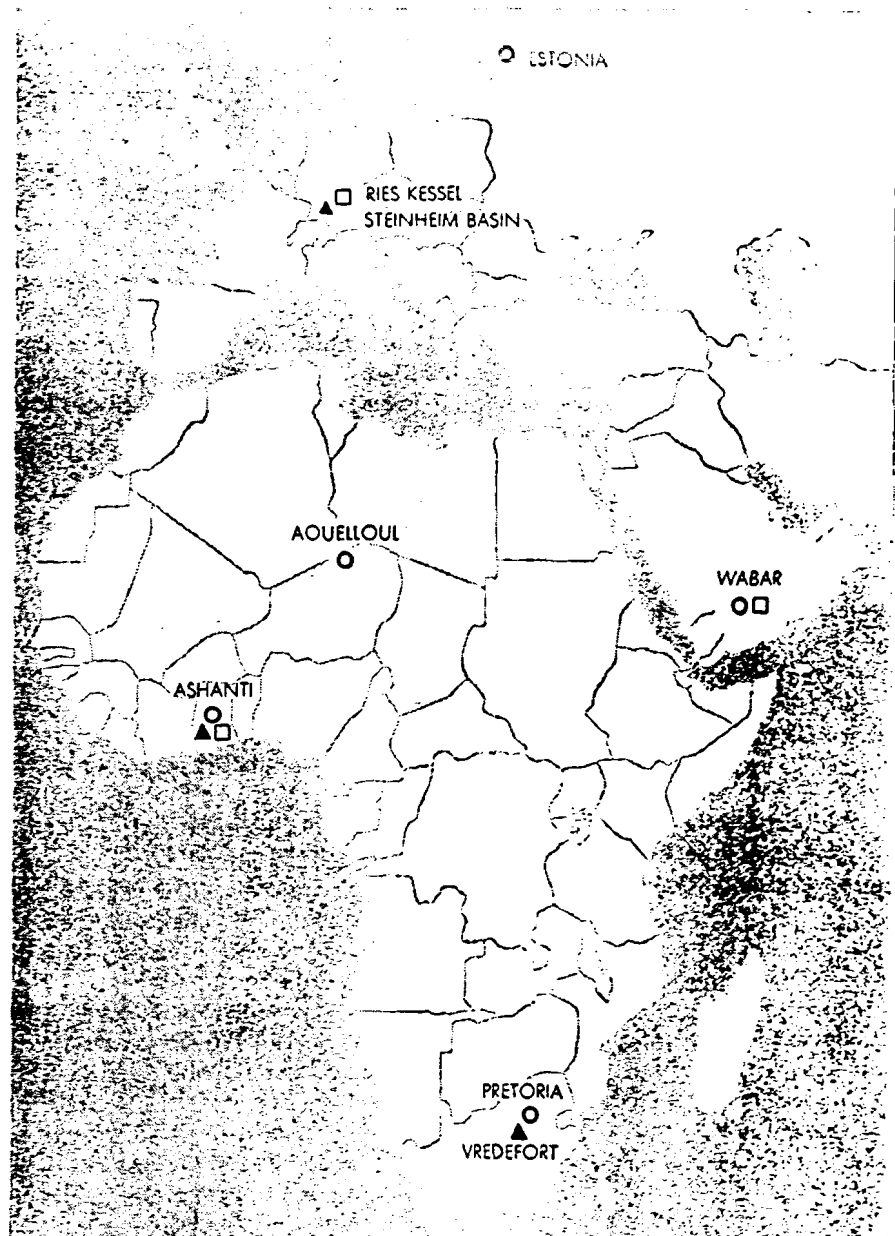 ESTONIA
RIES KESSEL
STEINHEIM BASIN
AOUELLOUL
WABAR
ASHANTI
PRETORIA
VREDEFORT